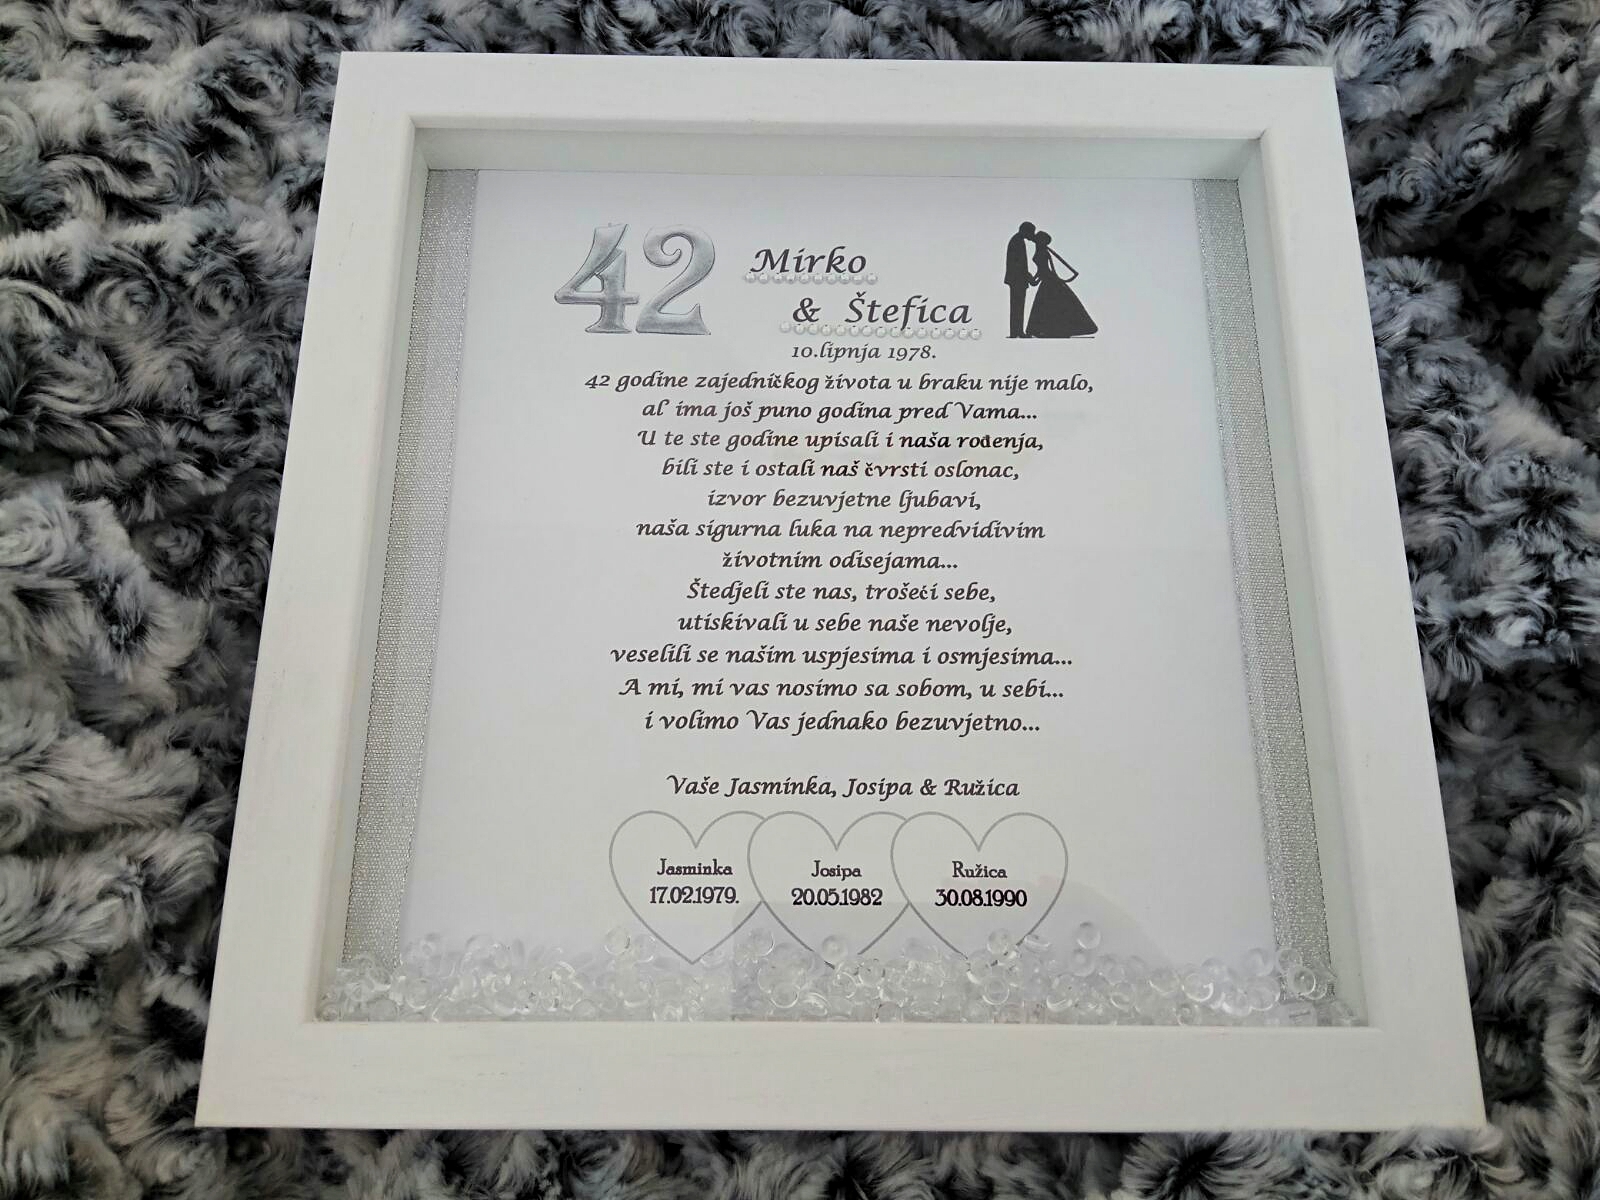 42
Mirko
& Štefica
10.lipnja 1978.
42 godine zajedničkog života u braku nije malo,
al' ima još puno godina pred Vama...
U te ste godine upisali i naša rođenja,
bili ste i ostali naš čvrsti oslonac,
izvor bezuvjetne ljubavi,
naša sigurna luka na nepredvidivim
životnim odisejama...
Štedjeli ste nas, trošeći sebe,
utiskivali u sebe naše nevolje,
veselili se našim uspjesima i osmjesima...
A mi, mi vas nosimo sa sobom, u sebi...
i volimo Vas jednako bezuvjetno...
Vaše Jasminka, Josipa & Ružica
Jasminka
17.02.1979.
Josipa
20.05.1982
Ružica
30.08.1990